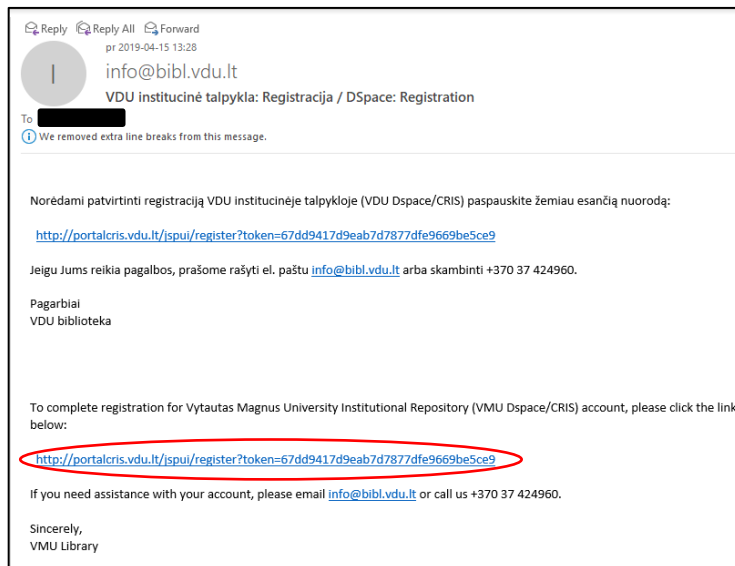 Reply Reply All Forward
pr 2019-04-15 13:28
I
info@bibl.vdu.lt
VDU institucinė talpykla: Registracija / DSpace: Registration
To
We removed extra line breaks from this message.
Norėdami patvirtinti registraciją VDU institucinėje talpykloje (VDU Dspace/CRIS) paspauskite žemiau esančią nuorodą:
http://portalcris.vdu.lt/jspui/register?token=67dd9417d9eab7d7877dfe9669be5ce9
Jeigu Jums reikia pagalbos, prašome rašyti el. paštu info@bibl.vdu.lt arba skambinti +370 37 424960.
Pagarbiai
VDU biblioteka
To complete registration for Vytautas Magnus University Institutional Repository (VMU Dspace/CRIS) account, please click the link
below:
http://portalcris.vdu.lt/jspui/register?token=67dd9417d9eab7d7877dfe9669be5ce9
If you need assistance with your account, please email info@bibl.vdu.lt or call us +370 37 424960.
Sincerely,
VMU Library